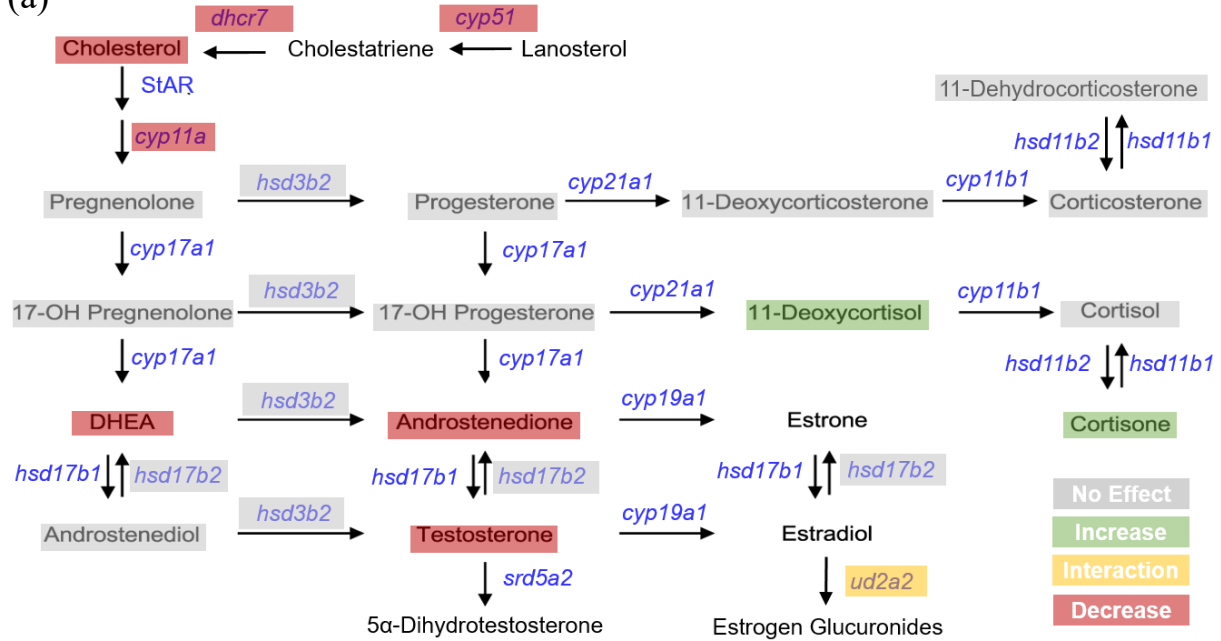 (a)
dhcr7 cyp51
Cholesterol Cholestatriene Lanosterol
StAR
11-Dehydrocorticosterone
cyp11a
hsd11b2 hsd11b1
hsd3b2 cyp21a1 cyp11b1
Pregnenolone Progesterone 11-Deoxycorticosterone Corticosterone
cyp17a1 cyp17a1
hsd3b2 cyp21a1 cyp11b1
17-OH Pregnenolone 17-OH Progesterone 11-Deoxycortisol Cortisol
cyp17a1 cyp17a1 hsd11b2 hsd11b1
hsd3b2 cyp19a1
DHEA Androstenedione Estrone Cortisone
hsd17b1 hsd17b2 hsd17b1 hsd17b2 hsd17b1 hsd17b2
No Effect
hsd3b2 cyp19a1
Androstenediol Testosterone Estradiol
Increase
srd5a2 ud2a2
Interaction
5α-Dihydrotestosterone Estrogen Glucuronides
Decrease